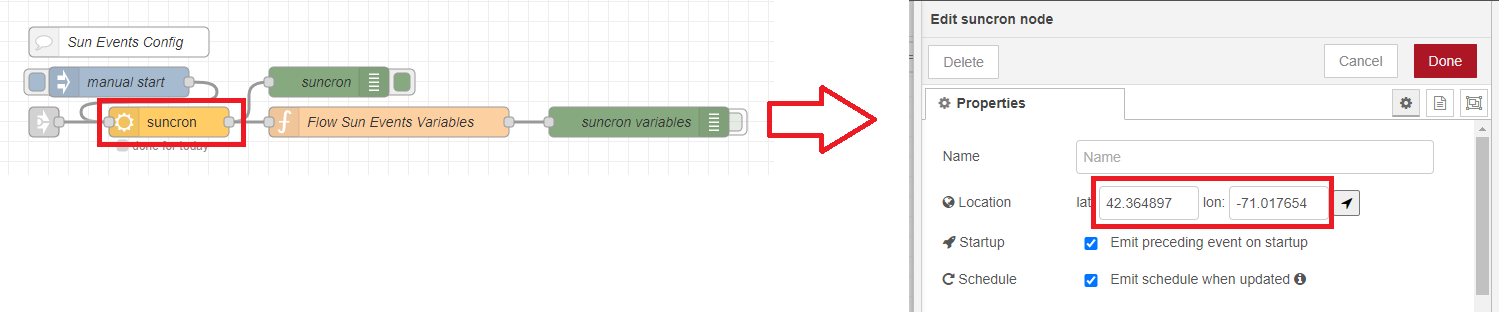 Sun Events Config
manual start
suncron
suncron
Flow Sun Events Variables
suncron variables
done for today
Edit suncron node
Delete
Cancel
Done
Properties
Name
Name
Location
lat
42.364897
lon:
-71.017654
Startup
Emit preceding event on startup
Schedule
Emit schedule when updated